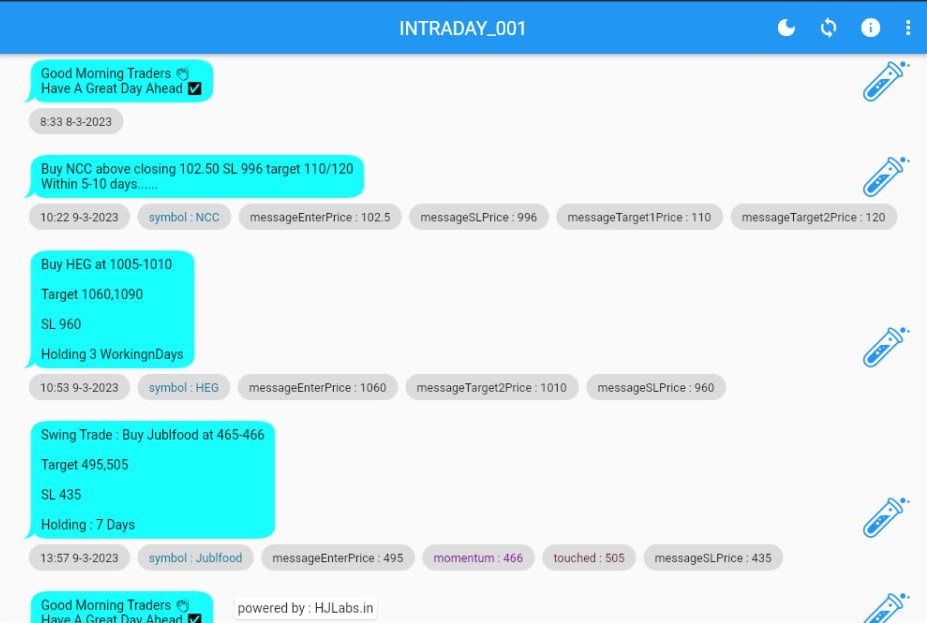 INTRADAY_001
Good Morning Traders 👏
Have A Great Day Ahead ✅
8:33 8-3-2023
Buy NCC above closing 102.50 SL 996 target 110/120
Within 5-10 days......
10:22 9-3-2023 symbol : NCC messageEnterPrice : 102.5 messageSLPrice : 996 messageTarget1Price : 110 messageTarget2Price : 120
Buy HEG at 1005-1010
Target 1060,1090
SL 960
Holding 3 WorkingnDays
10:53 9-3-2023 symbol : HEG messageEnterPrice : 1060 messageTarget2Price : 1010 messageSLPrice : 960
Swing Trade : Buy Jublfood at 465-466
Target 495,505
SL 435
Holding : 7 Days
13:57 9-3-2023 symbol : Jublfood messageEnterPrice : 495 momentum : 466 touched : 505 messageSLPrice : 435
Good Morning Traders 👏
Have A Great Day Ahead ✅
powered by : HJLabs.in